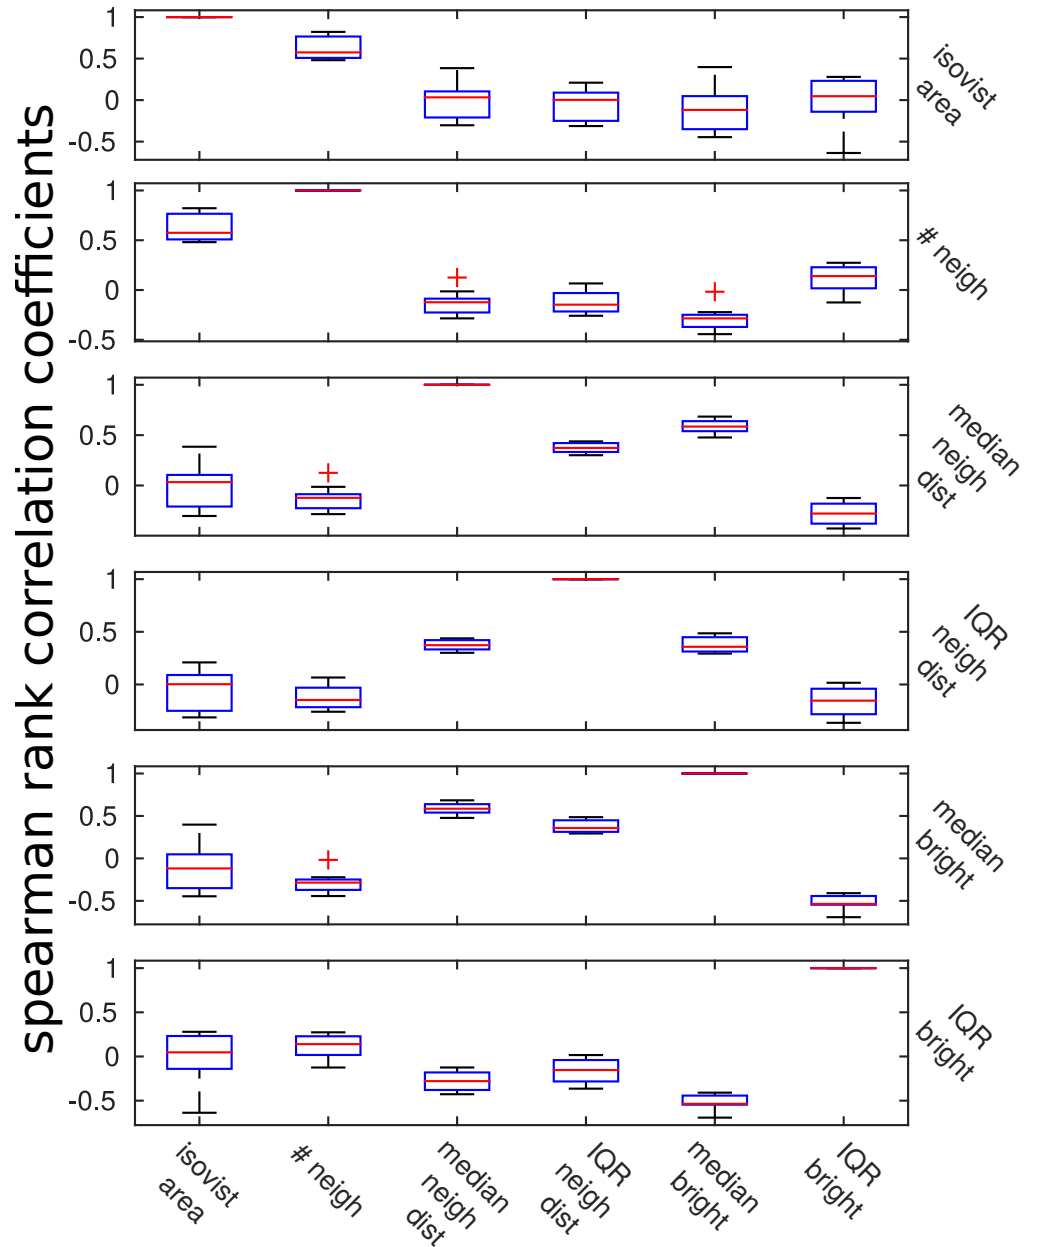 spearman rank correlation coefficients
1
0.5
0
-0.5
isovist
area
1
0.5
0
-0.5
# neigh
1
0.5
0
median
neigh
dist
1
0.5
0
IQR
neigh
dist
1
0.5
0
-0.5
median
bright
1
0.5
0
-0.5
IQR
bright
isovist
area
# neigh
median
neigh
dist
IQR
neigh
dist
median
bright
IQR
bright